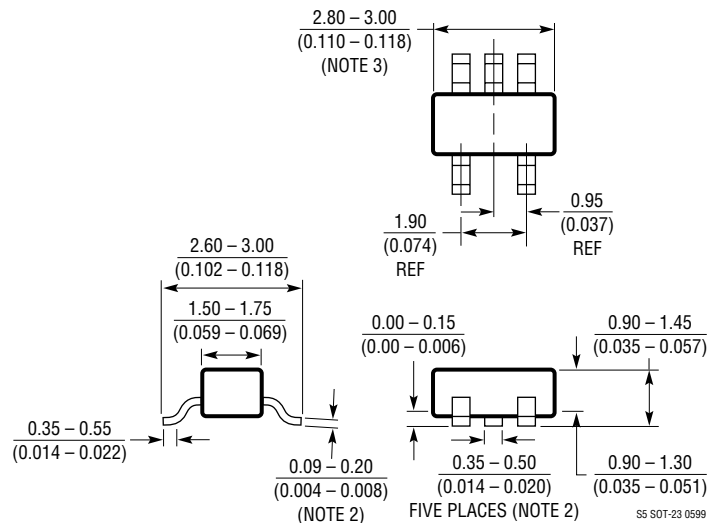 2.80 – 3.00
(0.110 – 0.118)
(NOTE 3)
0.95
(0.037)
REF
1.90
(0.074)
REF
2.60 – 3.00
(0.102 – 0.118)
1.50 – 1.75
(0.059 – 0.069)
0.00 – 0.15
(0.00 – 0.006)
0.90 – 1.45
(0.035 – 0.057)
0.35 – 0.55
(0.014 – 0.022)
0.09 – 0.20
(0.004 – 0.008)
(NOTE 2)
0.35 – 0.50
(0.014 – 0.020)
FIVE PLACES (NOTE 2)
0.90 – 1.30
(0.035 – 0.051)
S5 SOT-23 0599